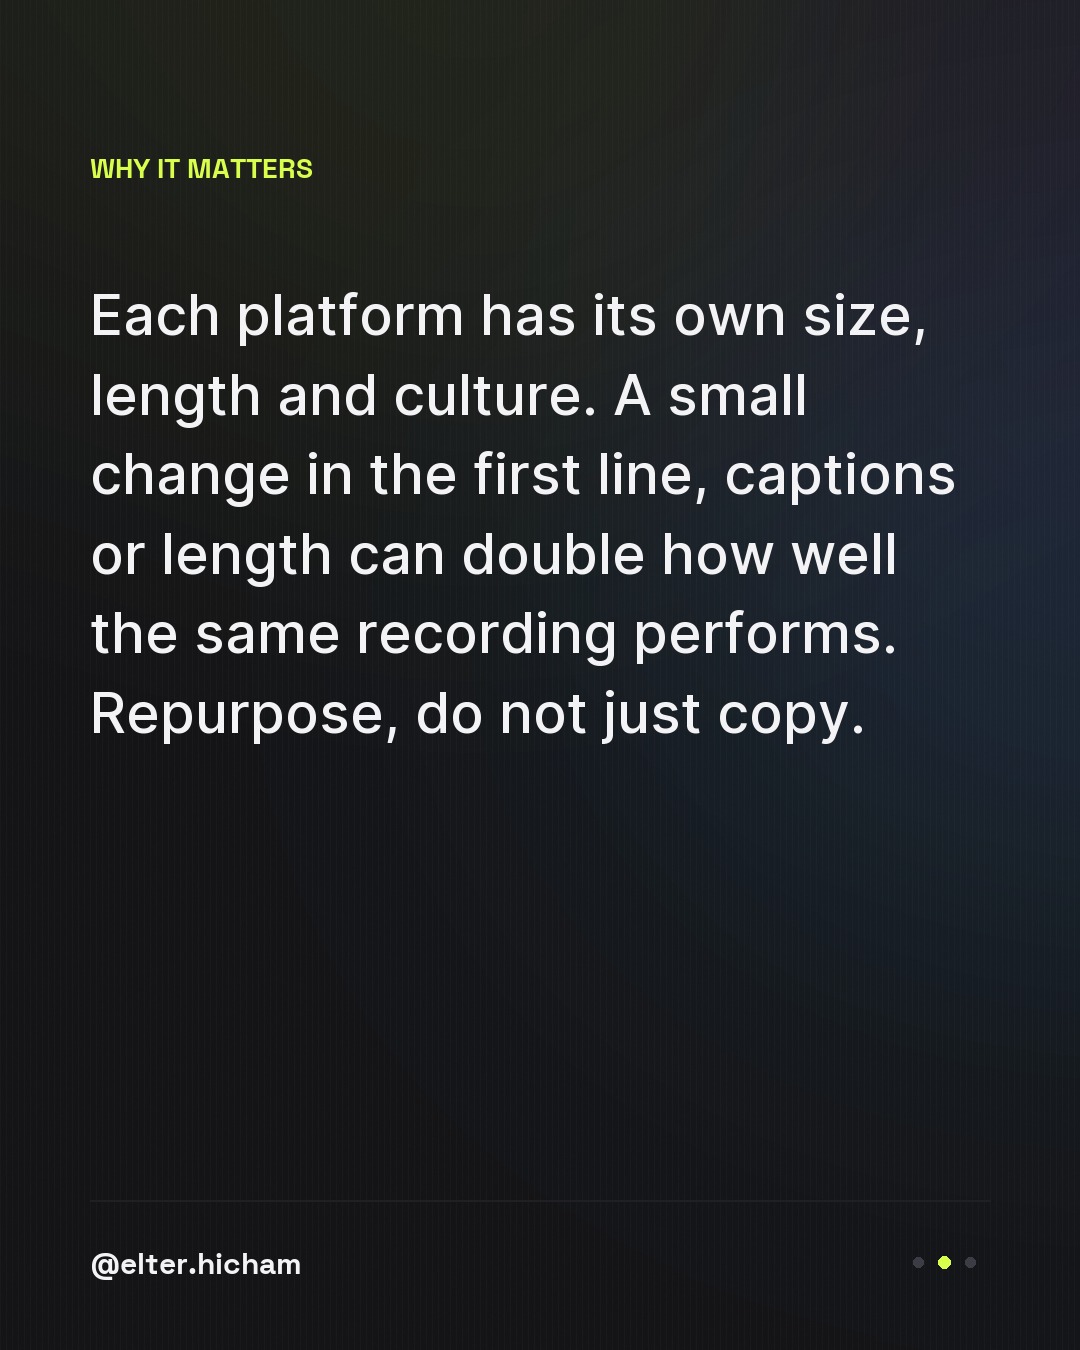 WHY IT MATTERS
Each platform has its own size,
length and culture. A small
change in the first line, captions
or length can double how well
the same recording performs.
Repurpose, do not just copy.
@elter.hicham